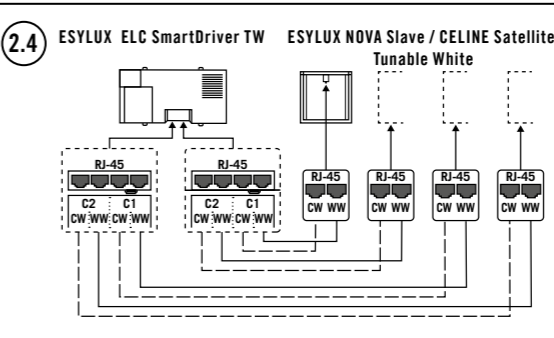 2.4
ESYLUX ELC SmartDriver TW
ESYLUX NOVA Slave / CELINE Satellite
Tunable White
RJ-45
RJ-45
RJ-45
RJ-45
RJ-45
RJ-45
C2 C1
C2 C1
CW WW CW WW
CW WW CW WW
CW WW
CW WW
CW WW
CW WW